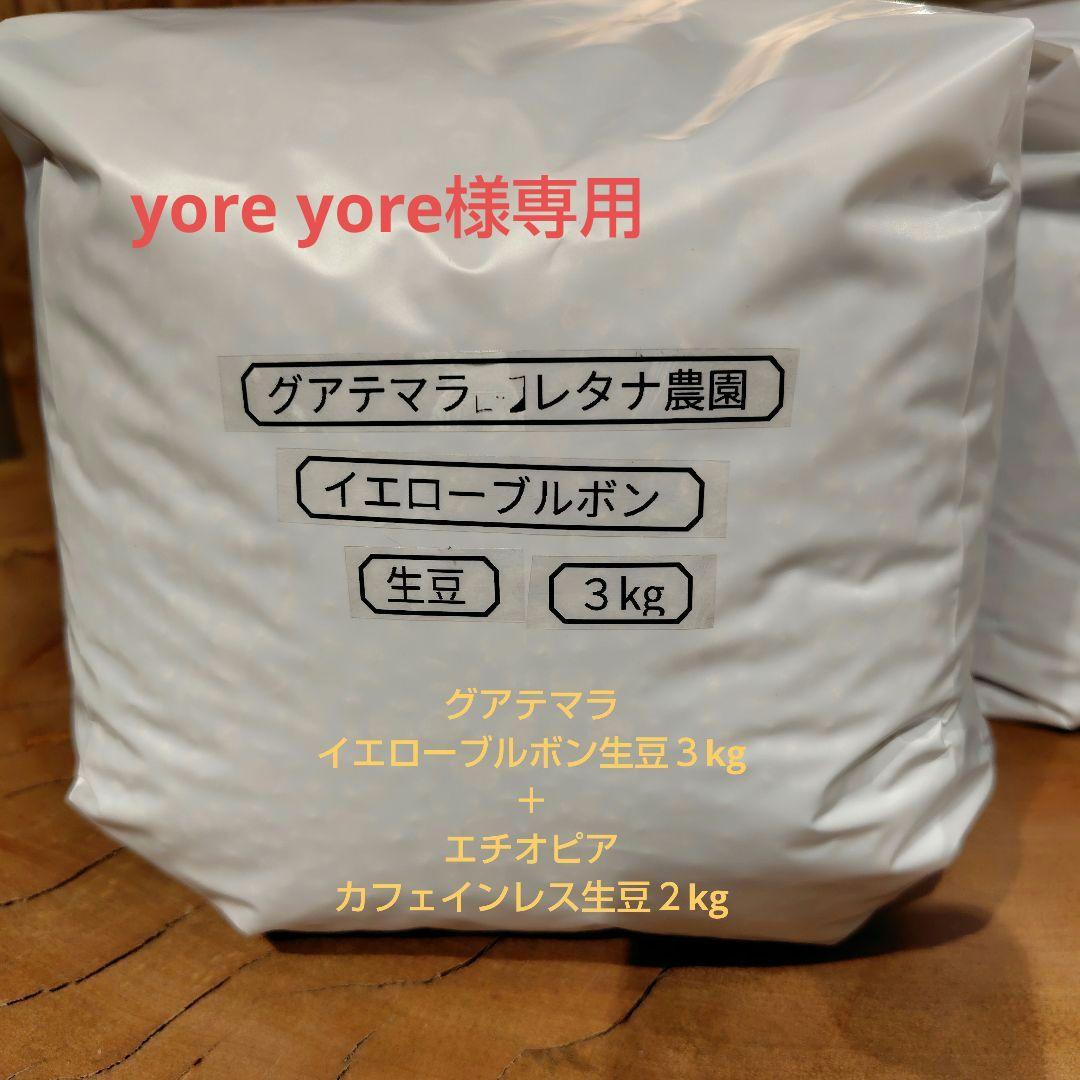 yore yore様専用
グアテマラ レタナ農園
イエローブルボン
生豆
３kg
グアテマラ
イエローブルボン生豆３kg
＋
エチオピア
カフェインレス生豆２kg